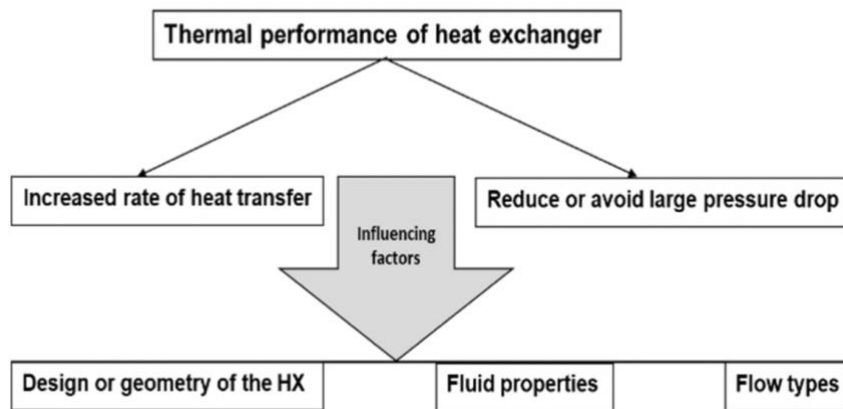 Thermal performance of heat exchanger
Increased rate of heat transfer
Reduce or avoid large pressure drop
Influencing
factors
Design or geometry of the HX
Fluid properties
Flow types